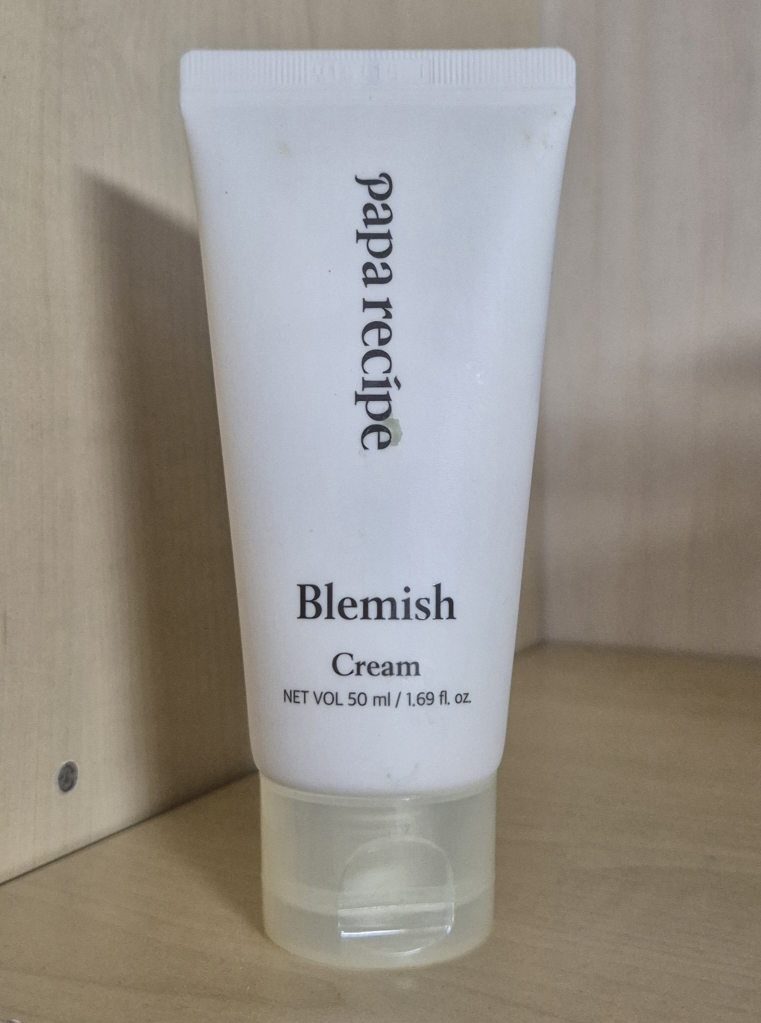 papa recipe
Blemish
Cream
NET VOL 50 ml / 1.69 fl. oz.